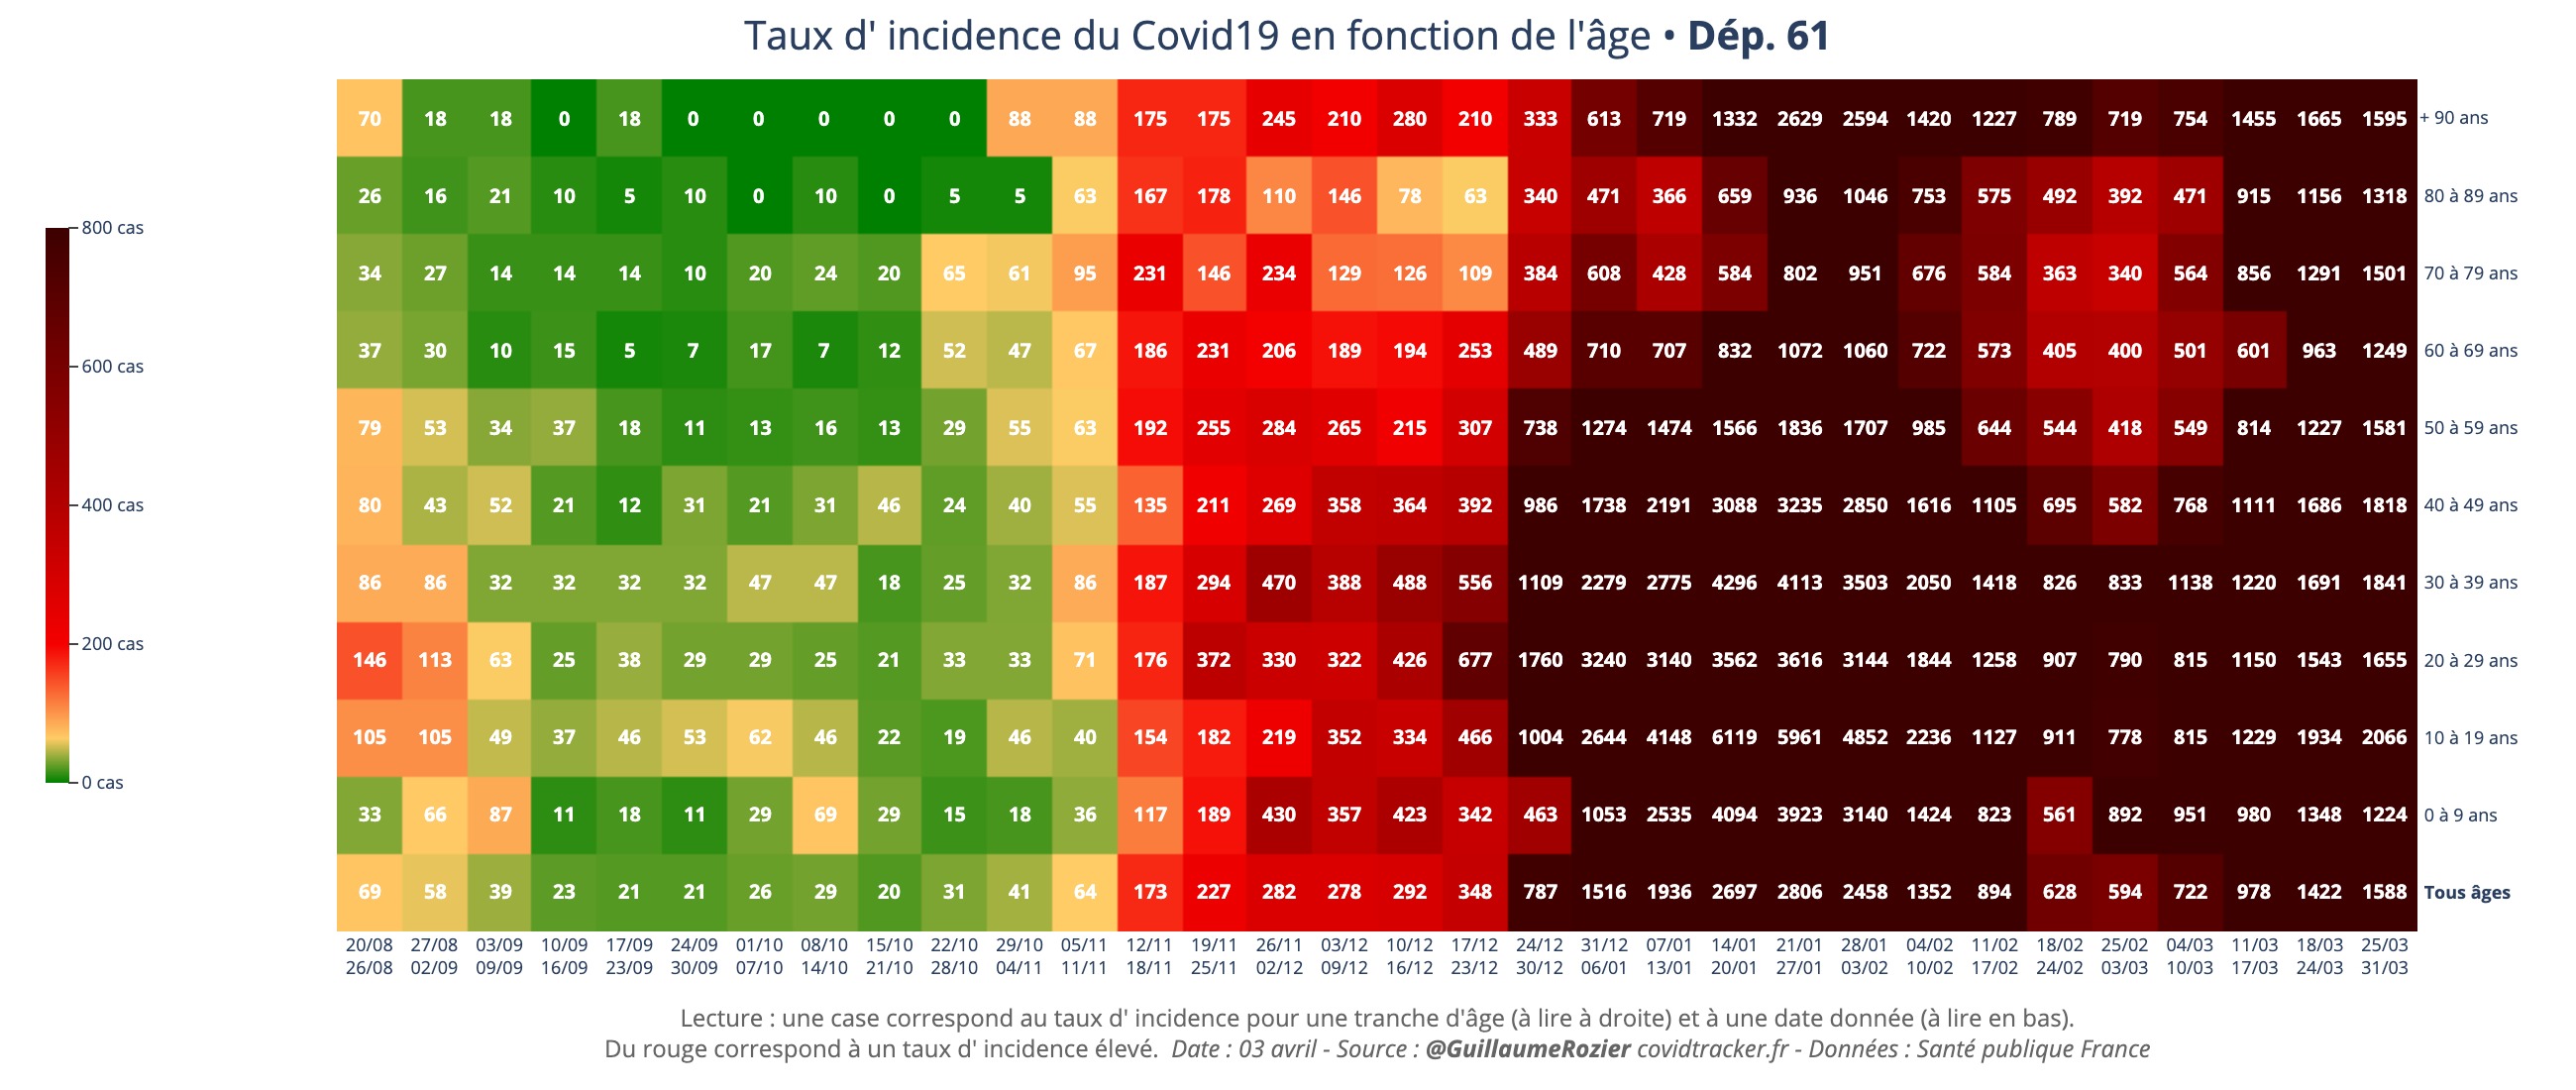 Taux d' incidence du Covid19 en fonction de l'âge • Dép. 61
800 cas
600 cas
400 cas
200 cas
0 cas
70 18 18 0 18 0 0 0 0 0 88 88 175 175 245 210 280 210 333 613 719 1332 2629 2594 1420 1227 789 719 754 1455 1665 1595 + 90 ans
26 16 21 10 5 10 0 10 0 5 5 63 167 178 110 146 78 63 340 471 366 659 936 1046 753 575 492 392 471 915 1156 1318 80 à 89 ans
34 27 14 14 14 10 20 24 20 65 61 95 231 146 234 129 126 109 384 608 428 584 802 951 676 584 363 340 564 856 1291 1501 70 à 79 ans
37 30 10 15 5 7 17 7 12 52 47 67 186 231 206 189 194 253 489 710 707 832 1072 1060 722 573 405 400 501 601 963 1249 60 à 69 ans
79 53 34 37 18 11 13 16 13 29 55 63 192 255 284 265 215 307 738 1274 1474 1566 1836 1707 985 644 544 418 549 814 1227 1581 50 à 59 ans
80 43 52 21 12 31 21 31 46 24 40 55 135 211 269 358 364 392 986 1738 2191 3088 3235 2850 1616 1105 695 582 768 1111 1686 1818 40 à 49 ans
86 86 32 32 32 32 47 47 18 25 32 86 187 294 470 388 488 556 1109 2279 2775 4296 4113 3503 2050 1418 826 833 1138 1220 1691 1841 30 à 39 ans
146 113 63 25 38 29 29 25 21 33 33 71 176 372 330 322 426 677 1760 3240 3140 3562 3616 3144 1844 1258 907 790 815 1150 1543 1655 20 à 29 ans
105 105 49 37 46 53 62 46 22 19 46 40 154 182 219 352 334 466 1004 2644 4148 6119 5961 4852 2236 1127 911 778 815 1229 1934 2066 10 à 19 ans
33 66 87 11 18 11 29 69 29 15 18 36 117 189 430 357 423 342 463 1053 2535 4094 3923 3140 1424 823 561 892 951 980 1348 1224 0 à 9 ans
69 58 39 23 21 21 26 29 20 31 41 64 173 227 282 278 292 348 787 1516 1936 2697 2806 2458 1352 894 628 594 722 978 1422 1588 Tous âges
20/08 27/08 03/09 10/09 17/09 24/09 01/10 08/10 15/10 22/10 29/10 05/11 12/11 19/11 26/11 03/12 10/12 17/12 24/12 31/12 07/01 14/01 21/01 28/01 04/02 11/02 18/02 25/02 04/03 11/03 18/03 25/03
26/08 02/09 09/09 16/09 23/09 30/09 07/10 14/10 21/10 28/10 04/11 11/11 18/11 25/11 02/12 09/12 16/12 23/12 30/12 06/01 13/01 20/01 27/01 03/02 10/02 17/02 24/02 03/03 10/03 17/03 24/03 31/03
Lecture : une case correspond au taux d' incidence pour une tranche d'âge (à lire à droite) et à une date donnée (à lire en bas).
Du rouge correspond à un taux d' incidence élevé. Date : 03 avril - Source : @GuillaumeRozier covidtracker.fr - Données : Santé publique France